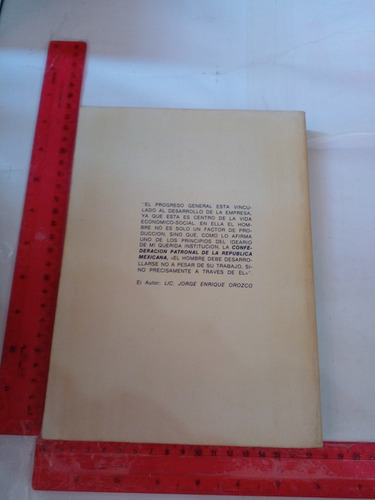 "EL PROGRESO GENERAL ESTA VINCU-
LADO AL DESARROLLO DE LA EMPRESA,
YA QUE ESTA ES CENTRO DE LA VIDA
ECONOMICO-SOCIAL. EN ELLA EL HOM-
BRE NO ES SOLO UN FACTOR DE PRO-
DUCCION, SINO QUE, COMO LO AFIRMA
UNO DE LOS PRINCIPIOS DEL IDEARIO
DE MI QUERIDA INSTITUCION, LA CONFE-
DERACION PATRONAL DE LA REPUBLICA
MEXICANA, «EL HOMBRE DEBE DESARRO-
LLARSE NO A PESAR DE SU TRABAJO, SI-
NO PRECISAMENTE A TRAVES DE EL»"
El Autor: LIC. JORGE ENRIQUE OROZCO